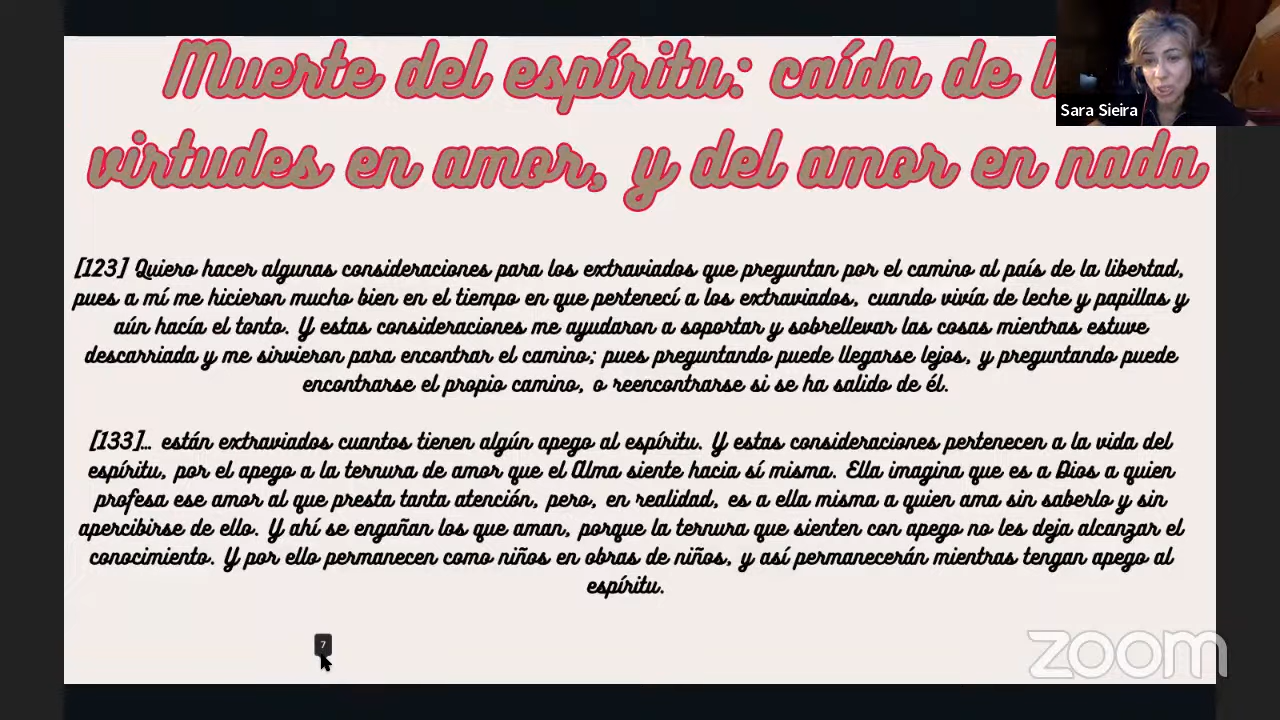 Muerte del espíritu: caída de
virtudes en amor, y del amor en nada
Sara Sieira
[123] Quiero hacer algunas consideraciones para los extraviados que preguntan por el camino al país de la libertad,
pues a mí me hicieron mucho bien en el tiempo en que pertenecí a los extraviados, cuando vivía de leche y papillas y
aún hacía el tonto. Y estas consideraciones me ayudaron a soportar y sobrellevar las cosas mientras estuve
descarriada y me sirvieron para encontrar el camino; pues preguntando puede llegarse lejos, y preguntando puede
encontrarse el propio camino, o reencontrarse si se ha salido de él.
[133]... están extraviados cuantos tienen algún apego al espíritu. Y estas consideraciones pertenecen a la vida del
espíritu, por el apego a la ternura de amor que el Alma siente hacia sí misma. Ella imagina que es a Dios a quien
profesa ese amor al que presta tanta atención, pero, en realidad, es a ella misma a quien ama sin saberlo y sin
apercibirse de ello. Y ahí se engañan los que aman, porque la ternura que sienten con apego no les deja alcanzar el
conocimiento. Y por ello permanecen como niños en obras de niños, y así permanecerán mientras tengan apego al
espíritu.
7
zoom